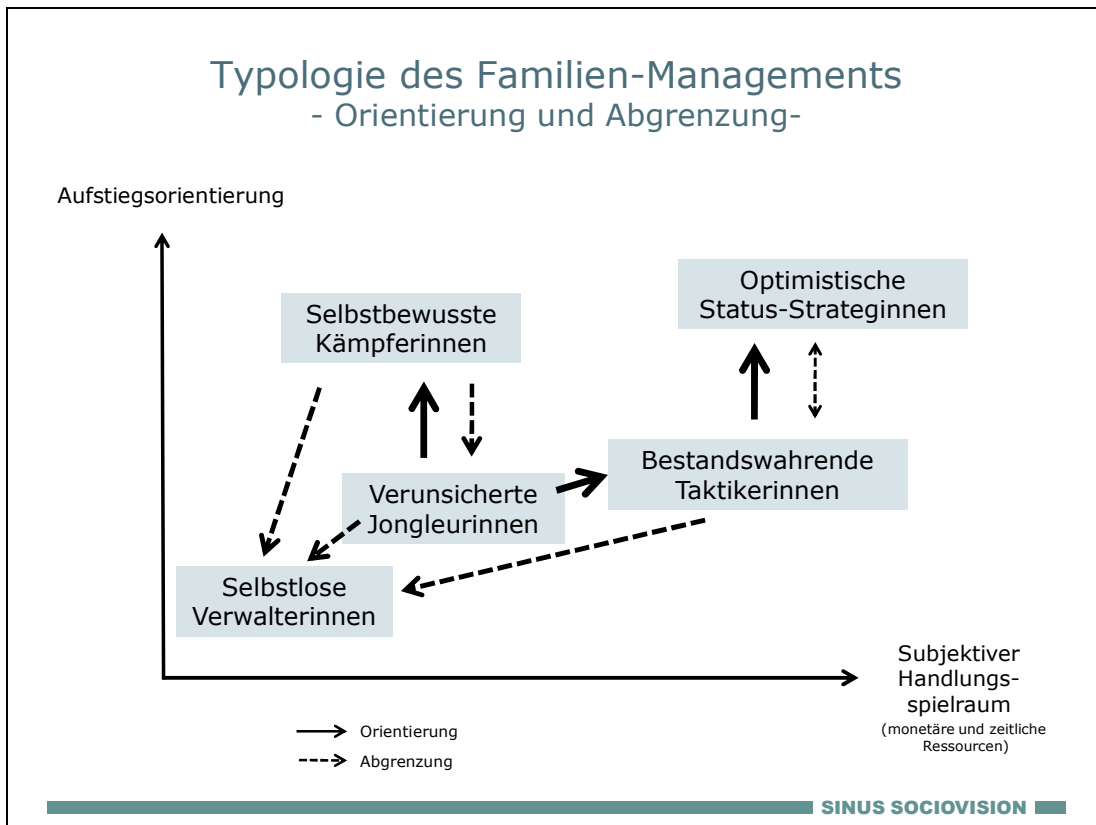 Typologie des Familien-Managements
- Orientierung und Abgrenzung-
Aufstiegsorientierung
Optimistische
Status-Strateginnen
Selbstbewusste
Kämpferinnen
Bestandswahrende
Taktikerinnen
Verunsicherte
Jongleurinnen
Selbstlose
Verwalterinnen
Subjektiver
Handlungs-
spielraum
(monetäre und zeitliche
Ressourcen)
Orientierung
Abgrenzung
SINUS SOCIOVISION